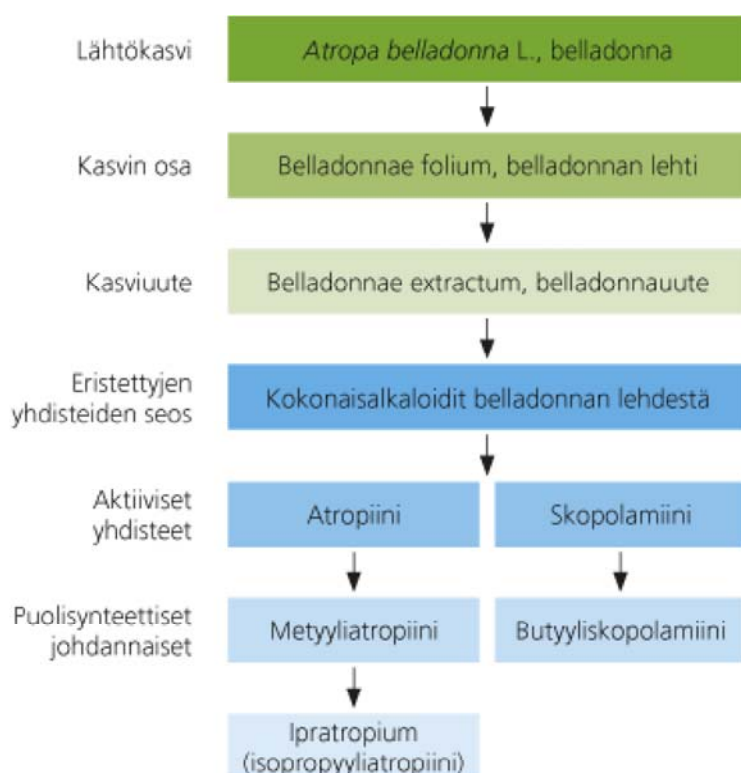 Lähtökasvi
Atropa belladonna L., belladonna
Kasvin osa
Belladonnae folium, belladonnan lehti
Kasviuute
Belladonnae extractum, belladonnauute
Eristettyjen
yhdisteiden seos
Kokonaisalkaloidit belladonnan lehdestä
Aktiiviset
yhdisteet
Atropiini
Skopolamiini
Puolisynteettiset
johdannaiset
Metyyliatropiini
Butyyliskopolamiini
Ipratropium
(isopropyyliatropiini)